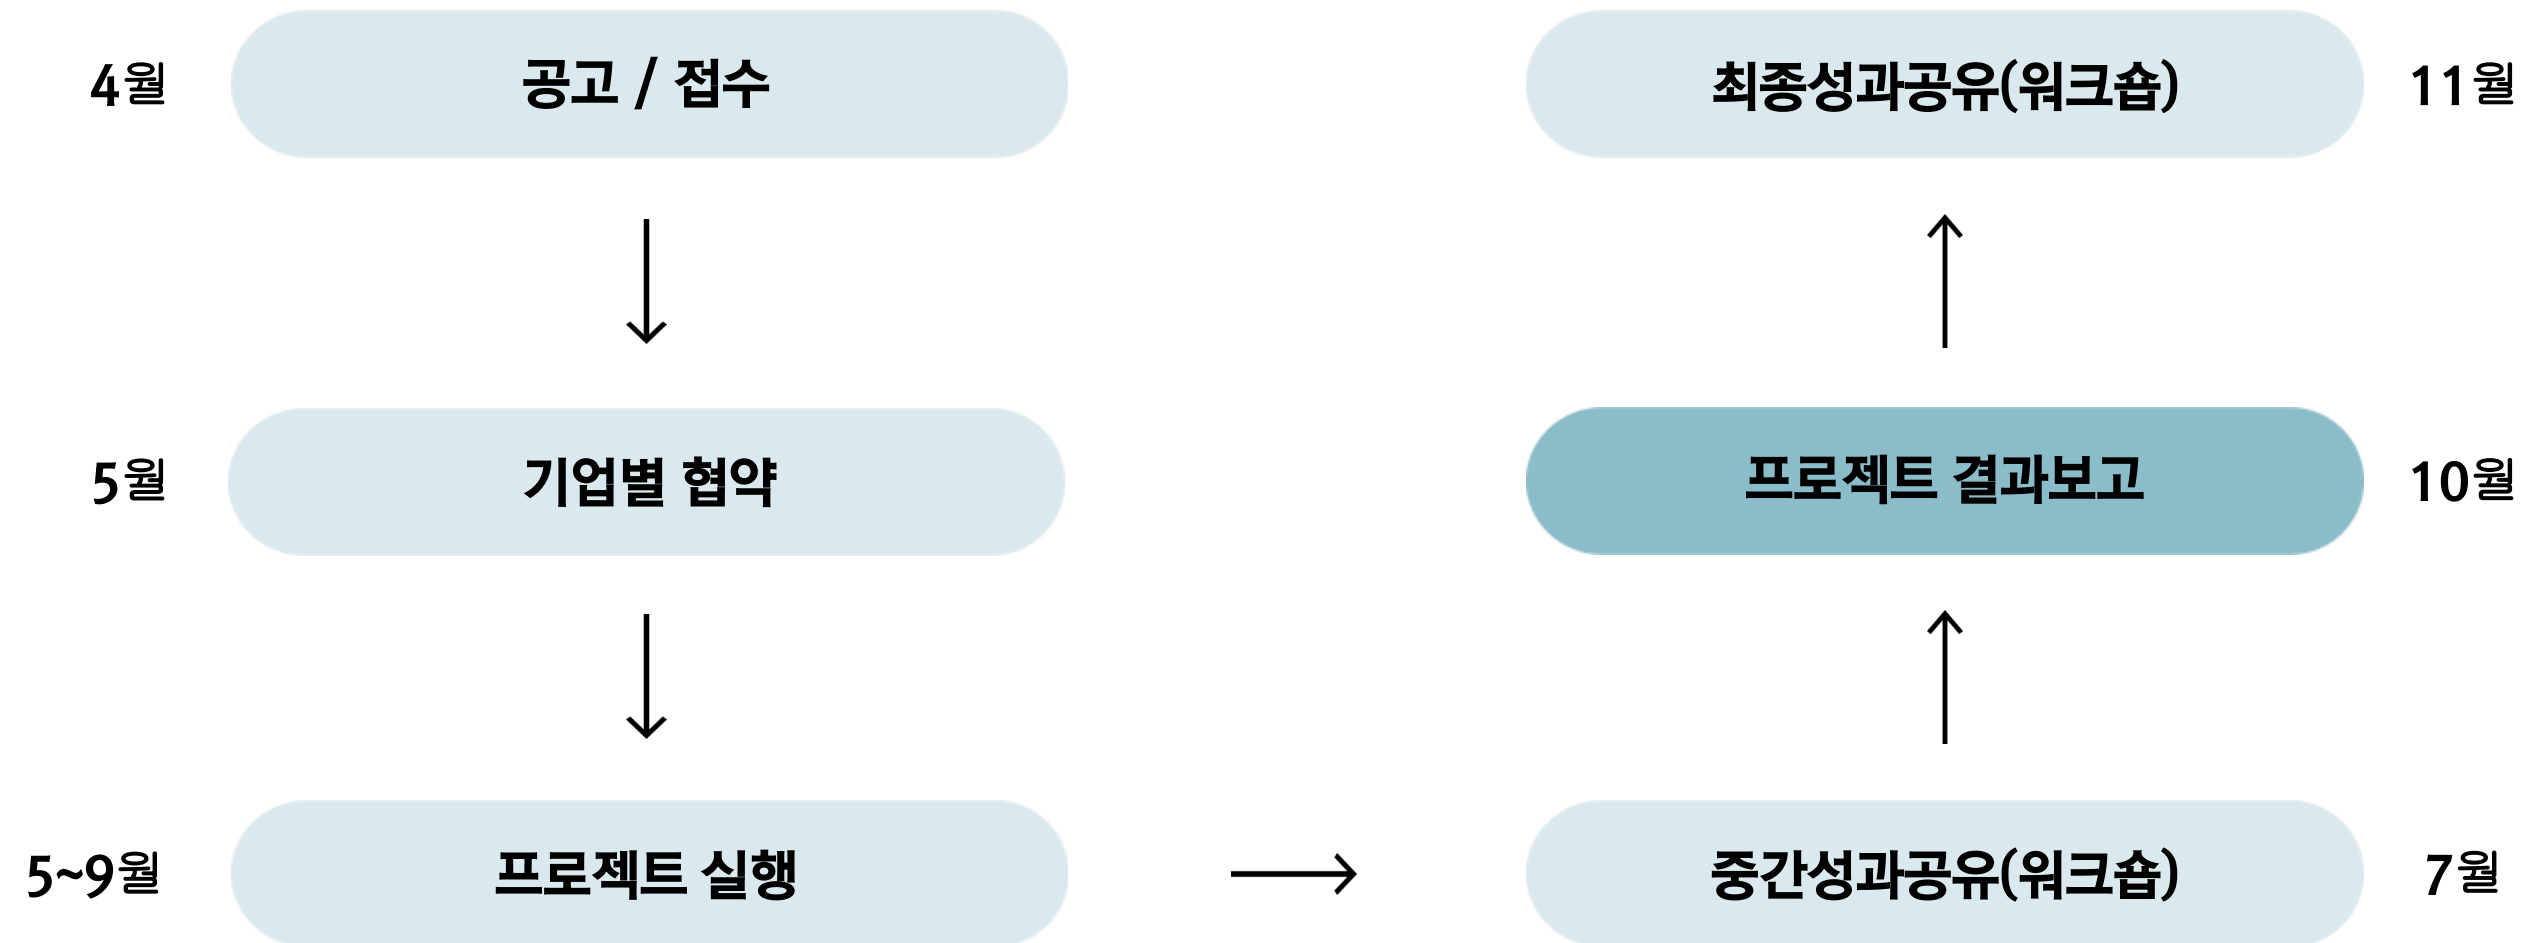 4월
공고 / 접수
최종성과공유(워크숍)
11월
5월
기업별 협약
프로젝트 결과보고
10월
5~9월
프로젝트 실행
중간성과공유(워크숍)
7월